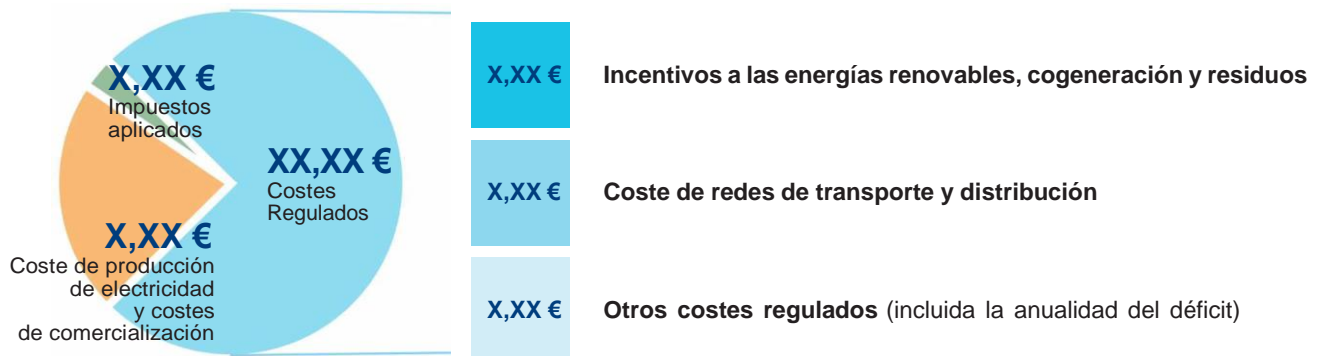 X,XX €
Impuestos
aplicados
XX,XX €
Costes
Regulados
X,XX €
Coste de producción
de electricidad
y costes
de comercialización
X,XX € Incentivos a las energías renovables, cogeneración y residuos
X,XX € Coste de redes de transporte y distribución
X,XX € Otros costes regulados (incluida la anualidad del déficit)